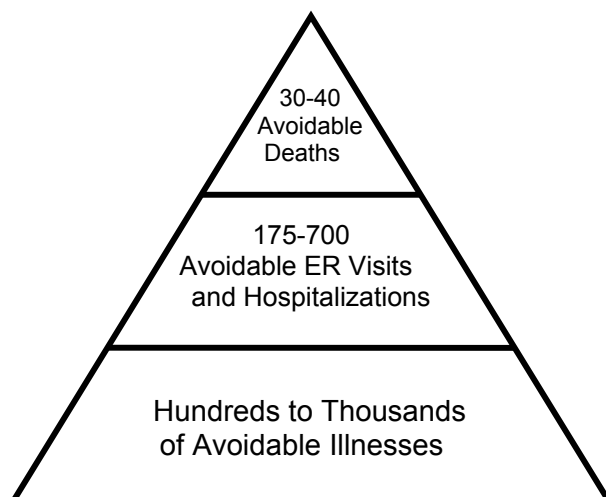 30-40
Avoidable
Deaths
175-700
Avoidable ER Visits
and Hospitalizations
Hundreds to Thousands
of Avoidable Illnesses